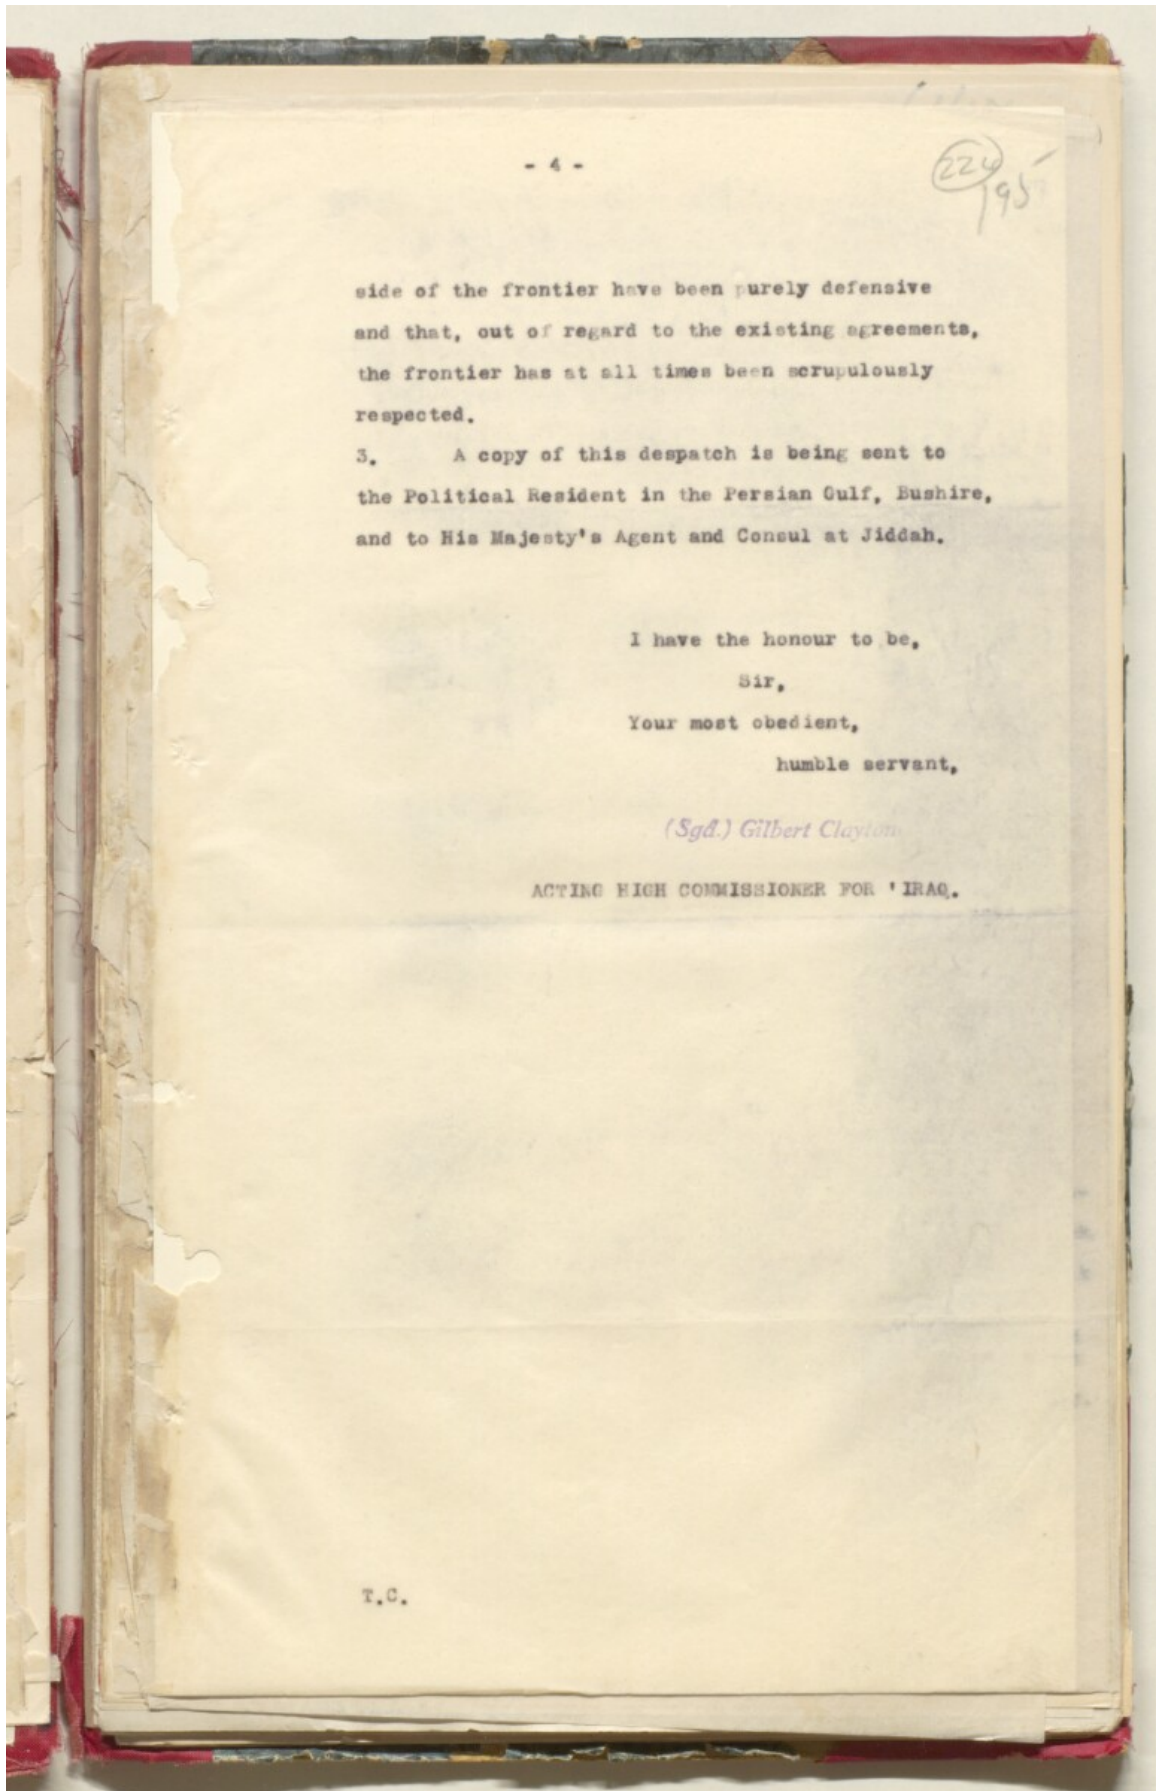 - 4 -
224
195
side of the frontier have been purely defensive
and that, out of regard to the existing agreements,
the frontier has at all times been scrupulously
respected.
3. A copy of this despatch is being sent to
the Political Resident in the Persian Gulf, Bushire,
and to His Majesty's Agent and Consul at Jiddah.
I have the honour to be,
Sir,
Your most obedient,
humble servant,
(Sgd.) Gilbert Clayton
ACTING HIGH COMMISSIONER FOR 'IRAQ.
T.C.